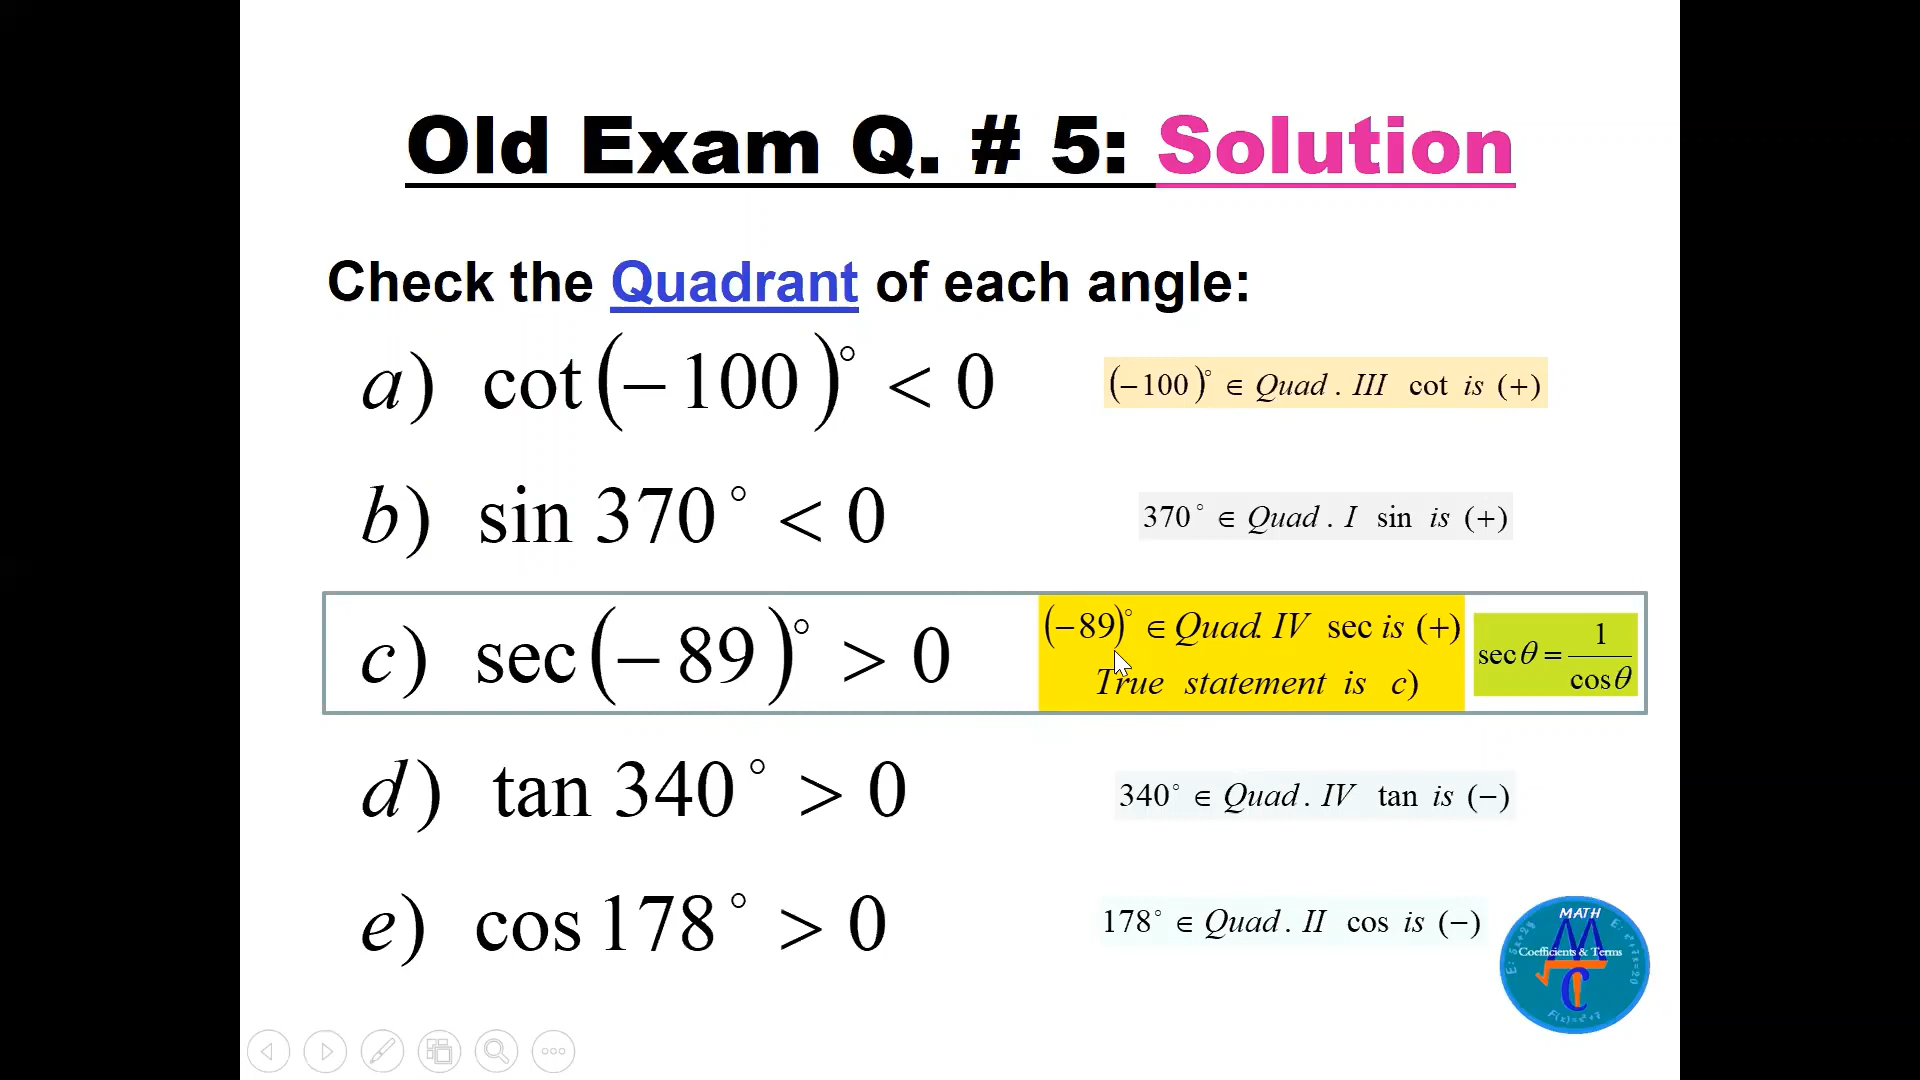 Old Exam Q. # 5: Solution
Check the Quadrant of each angle:
a) cot(−100)° < 0
(−100)° ∈ Quad. III cot is (+)
b) sin 370° < 0
370° ∈ Quad. I sin is (+)
c) sec(−89)° > 0
(−89)° ∈ Quad. IV sec is (+)
True statement is c)
secθ = 1/cosθ
d) tan 340° > 0
340° ∈ Quad. IV tan is (−)
e) cos 178° > 0
178° ∈ Quad. II cos is (−)
MATH
Coefficients & Terms